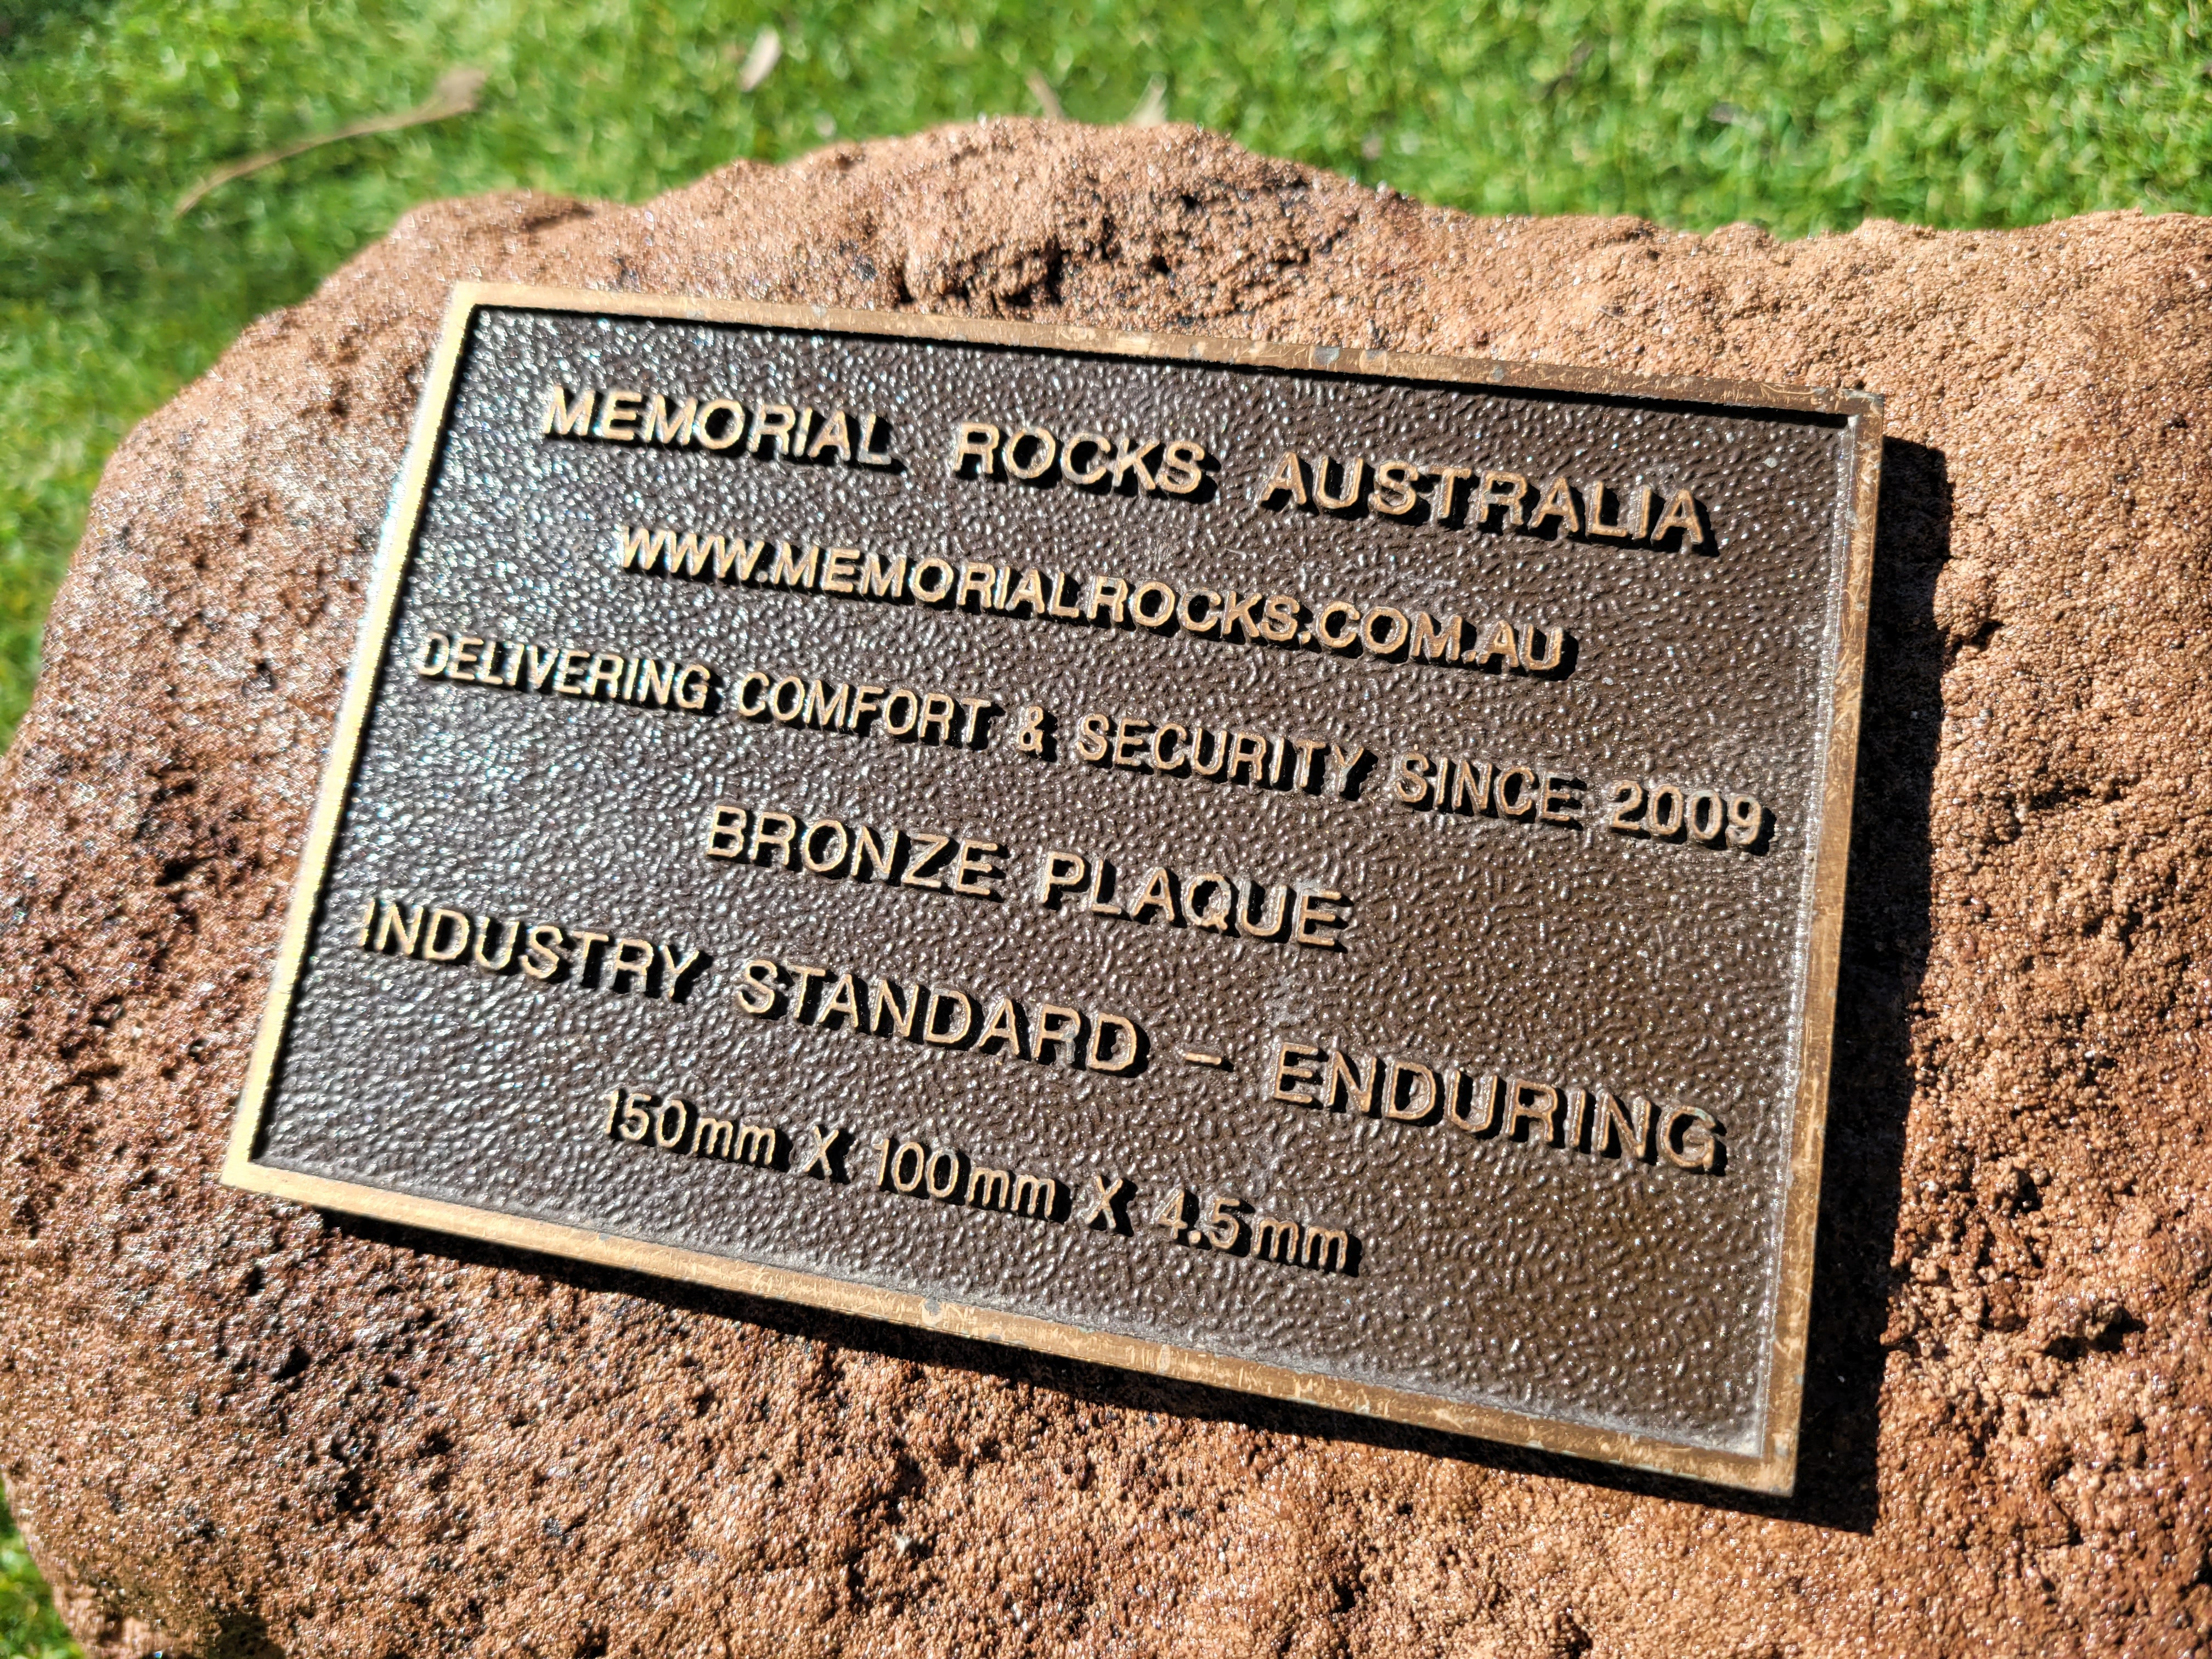 MEMORIAL ROCKS AUSTRALIA
WWW.MEMORIALROCKS.COM.AU
DELIVERING COMFORT & SECURITY SINCE 2009
BRONZE PLAQUE
INDUSTRY STANDARD - ENDURING
150mm X 100mm X 4.5mm